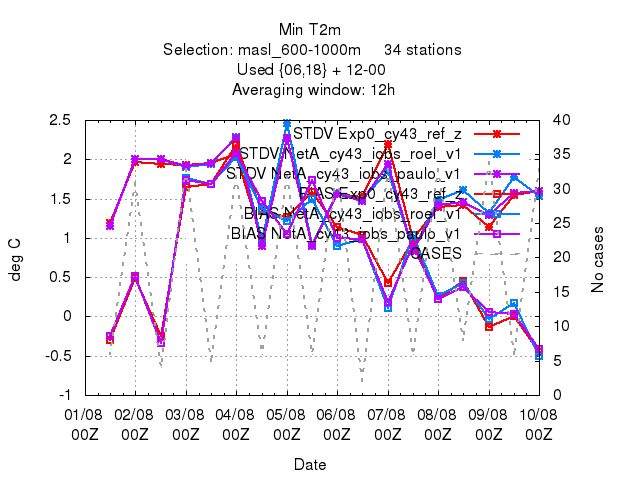 Min T2m
Selection: masl_600-1000m 34 stations
Used {06,18} + 12-00
Averaging window: 12h
2.5
2
1.5
1
0.5
0
-0.5
-1
deg C
40
35
30
25
20
15
10
5
0
No cases
STDV Exp0_cy43_ref_z
STDV NetA_cy43_iobs_roel_v1
STDV NetA_cy43_iobs_paulo_v1
BIAS Exp0_cy43_ref_z
BIAS NetA_cy43_iobs_roel_v1
BIAS NetA_cy43_iobs_paulo_v1
CASES
01/08 02/08 03/08 04/08 05/08 06/08 07/08 08/08 09/08 10/08
00Z 00Z 00Z 00Z 00Z 00Z 00Z 00Z 00Z 00Z
Date